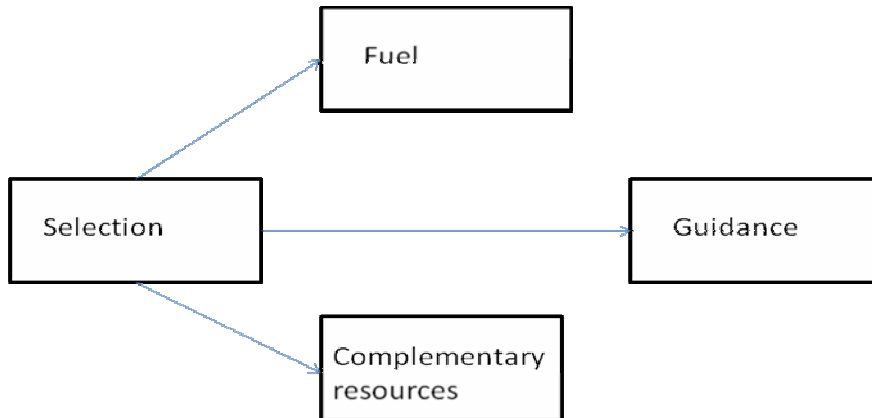 Fuel
Selection
Guidance
Complementary
resources